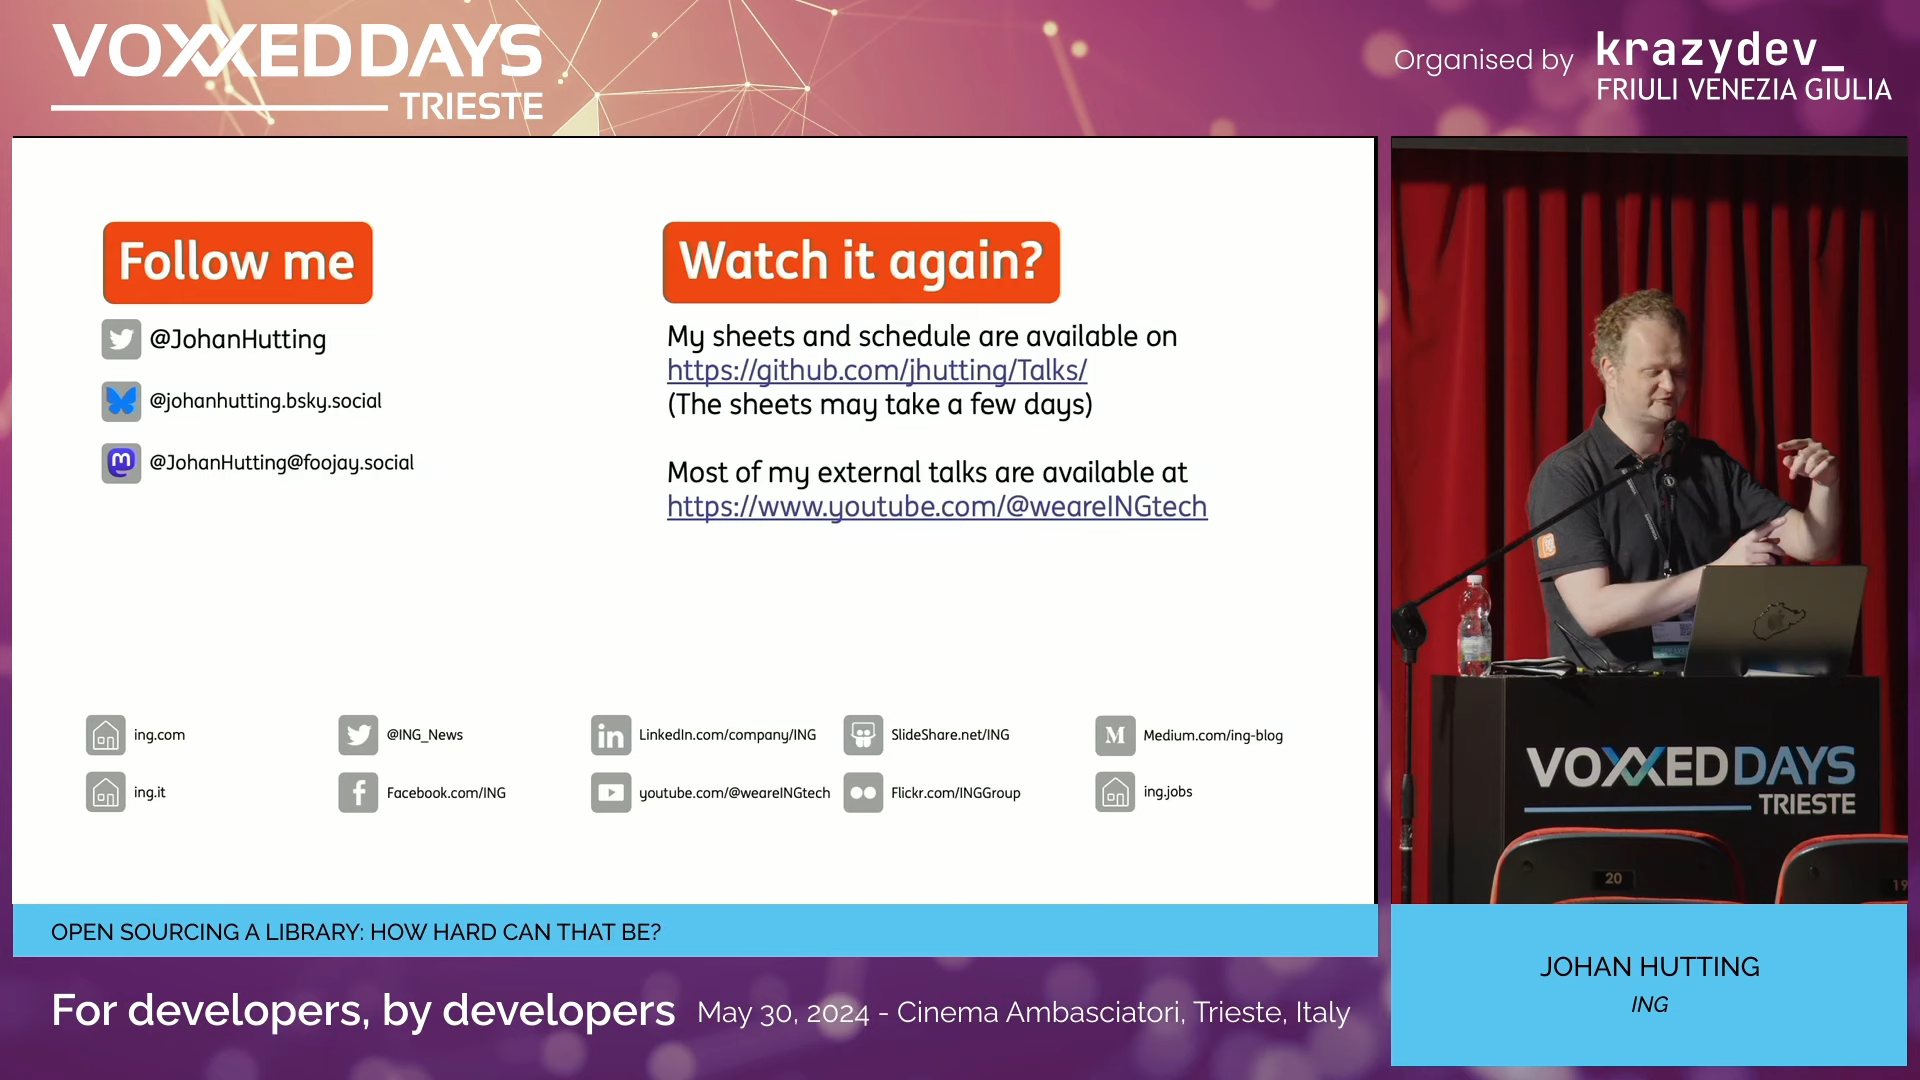 VOXXEDDAYS
TRIESTE
Organised by krazydev_
FRIULI VENEZIA GIULIA
Follow me
@JohanHutting
@johanhutting.bsky.social
@JohanHutting@foojay.social
Watch it again?
My sheets and schedule are available on
https://github.com/jhutting/Talks/
(The sheets may take a few days)
Most of my external talks are available at
https://www.youtube.com/@weareINGtech
ing.com
@ING_News
LinkedIn.com/company/ING
SlideShare.net/ING
Medium.com/ing-blog
ing.it
Facebook.com/ING
youtube.com/@weareINGtech
Flickr.com/INGGroup
ing.jobs
VOXXEDDAYS
TRIESTE
20
19
OPEN SOURCING A LIBRARY: HOW HARD CAN THAT BE?
JOHAN HUTTING
ING
For developers, by developers
May 30, 2024 - Cinema Ambasciatori, Trieste, Italy